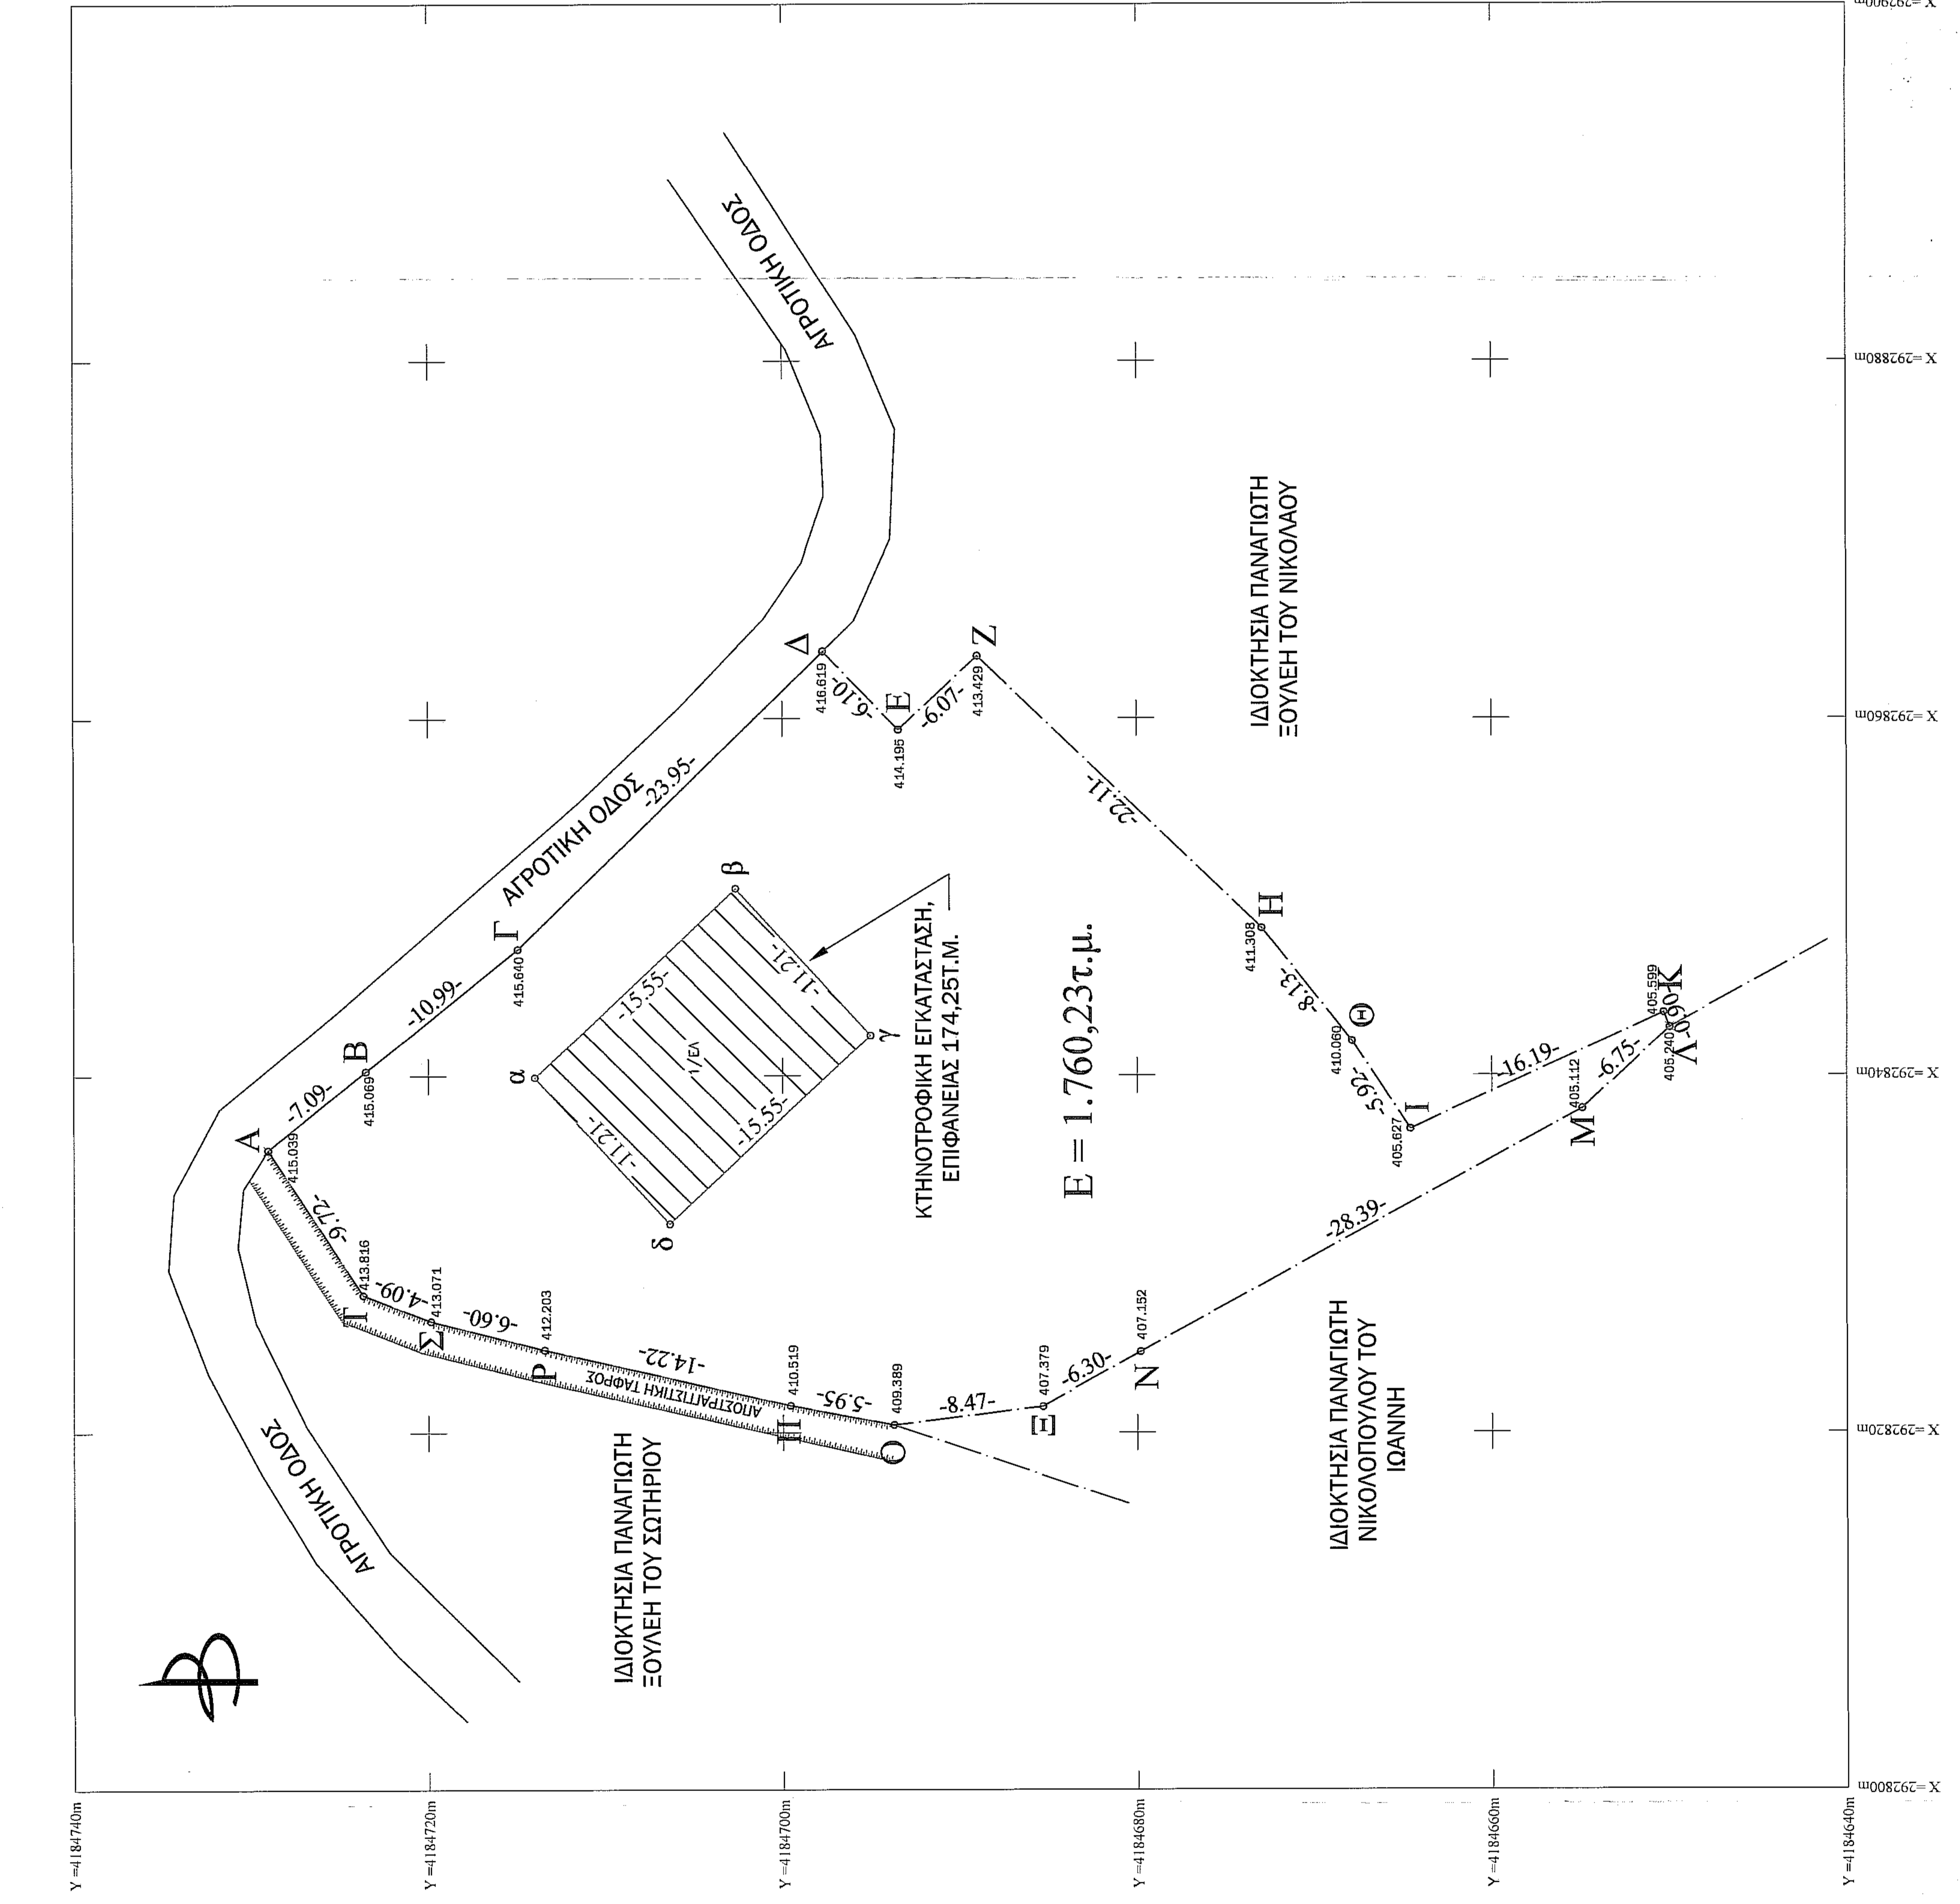 Y =4184740m
Y =4184720m
Y =4184700m
Y =4184680m
Y =4184660m
Y =4184640m
X =292800m
X =292820m
X =292840m
X =292860m
X =292880m
X =292900m
ΑΓΡΟΤΙΚΗ ΟΔΟΣ
ΑΓΡΟΤΙΚΗ ΟΔΟΣ
ΑΓΡΟΤΙΚΗ ΟΔΟΣ
Α
415.039
-7.09-
Β
415.069
-10.99-
Γ
415.640
-23.95-
Δ
416.619
-6.10-
Ε
414.195
-6.07-
Ζ
413.429
-22.11-
Η
411.308
-8.13-
Θ
410.060
-5.92-
Ι
405.627
-16.19-
Κ
405.599
-0.90-
Λ
405.240
-6.75-
Μ
405.112
-28.39-
Ν
407.152
-6.30-
Ξ
407.379
-8.47-
Ο
409.389
-5.95-
Π
410.519
-14.22-
Ρ
412.203
-6.60-
Σ
413.071
-4.09-
Τ
413.816
-9.72-
ΑΠΟΣΤΡΑΓΓΙΣΤΙΚΗ ΤΑΦΡΟΣ
α
-15.55-
β
-11.21-
γ
-15.55-
δ
-11.21-
1/ΕΛ
ΚΤΗΝΟΤΡΟΦΙΚΗ ΕΓΚΑΤΑΣΤΑΣΗ,
ΕΠΙΦΑΝΕΙΑΣ 174,25Τ.Μ.
Ε = 1.760,23τ.μ.
ΙΔΙΟΚΤΗΣΙΑ ΠΑΝΑΓΙΩΤΗ
ΞΟΥΛΕΗ ΤΟΥ ΣΩΤΗΡΙΟΥ
ΙΔΙΟΚΤΗΣΙΑ ΠΑΝΑΓΙΩΤΗ
ΞΟΥΛΕΗ ΤΟΥ ΝΙΚΟΛΑΟΥ
ΙΔΙΟΚΤΗΣΙΑ ΠΑΝΑΓΙΩΤΗ
ΝΙΚΟΛΟΠΟΥΛΟΥ ΤΟΥ
ΙΩΑΝΝΗ